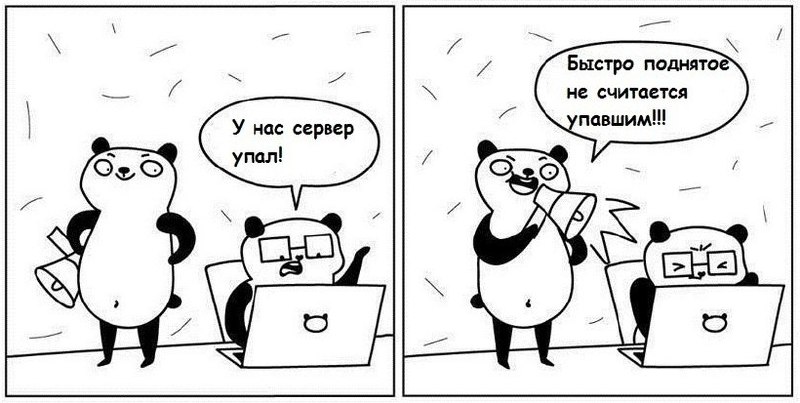 У нас сервер
упал!
Быстро поднятое
не считается
упавшим!!!